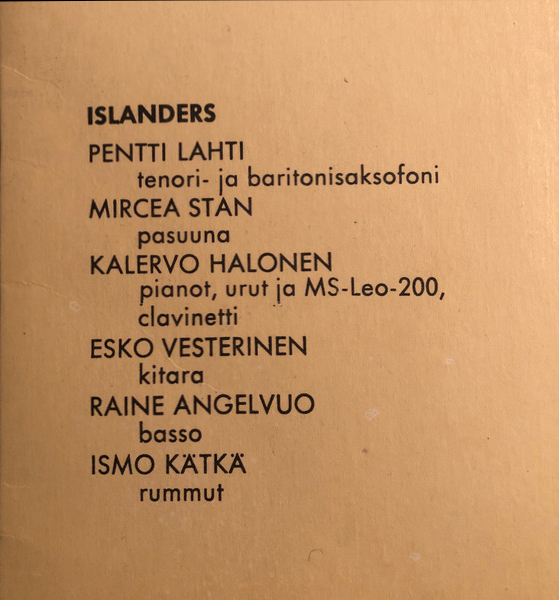 ISLANDERS
PENTTI LAHTI
tenori- ja baritonisaksofoni
MIRCEA STAN
pasuuna
KALERVO HALONEN
pianot, urut ja MS-Leo-200,
clavinetti
ESKO VESTERINEN
kitara
RAINE ANGELVUO
basso
ISMO KÄTKÄ
rummut